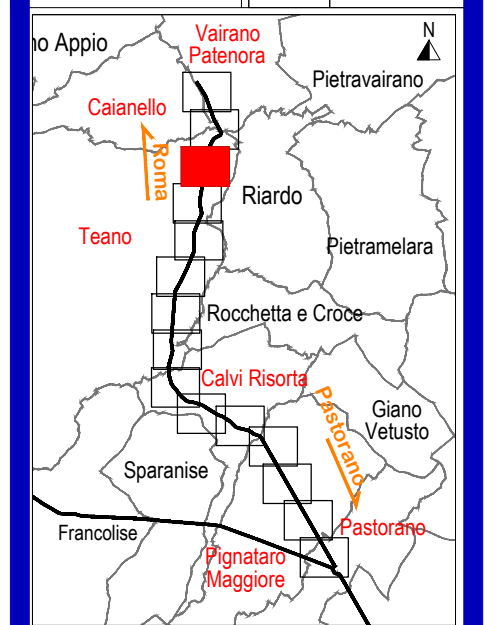 Vairano
Patenora
N
no Appio
Pietravairano
Caianello
Roma
Riardo
Teano
Pietramelara
Rocchetta e Croce
Calvi Risorta
Pastorano
Giano
Vetusto
Sparanise
Francolise
Pastorano
Pignataro
Maggiore